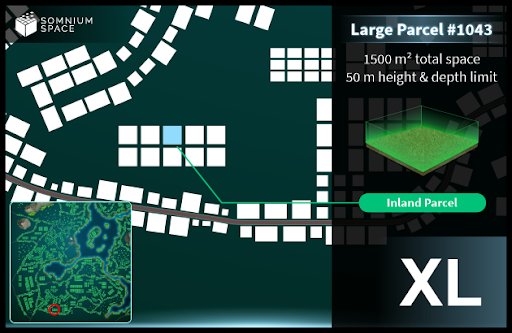 SOMNIUM
SPACE
Large Parcel #1043
1500 m² total space
50 m height & depth limit
Inland Parcel
XL